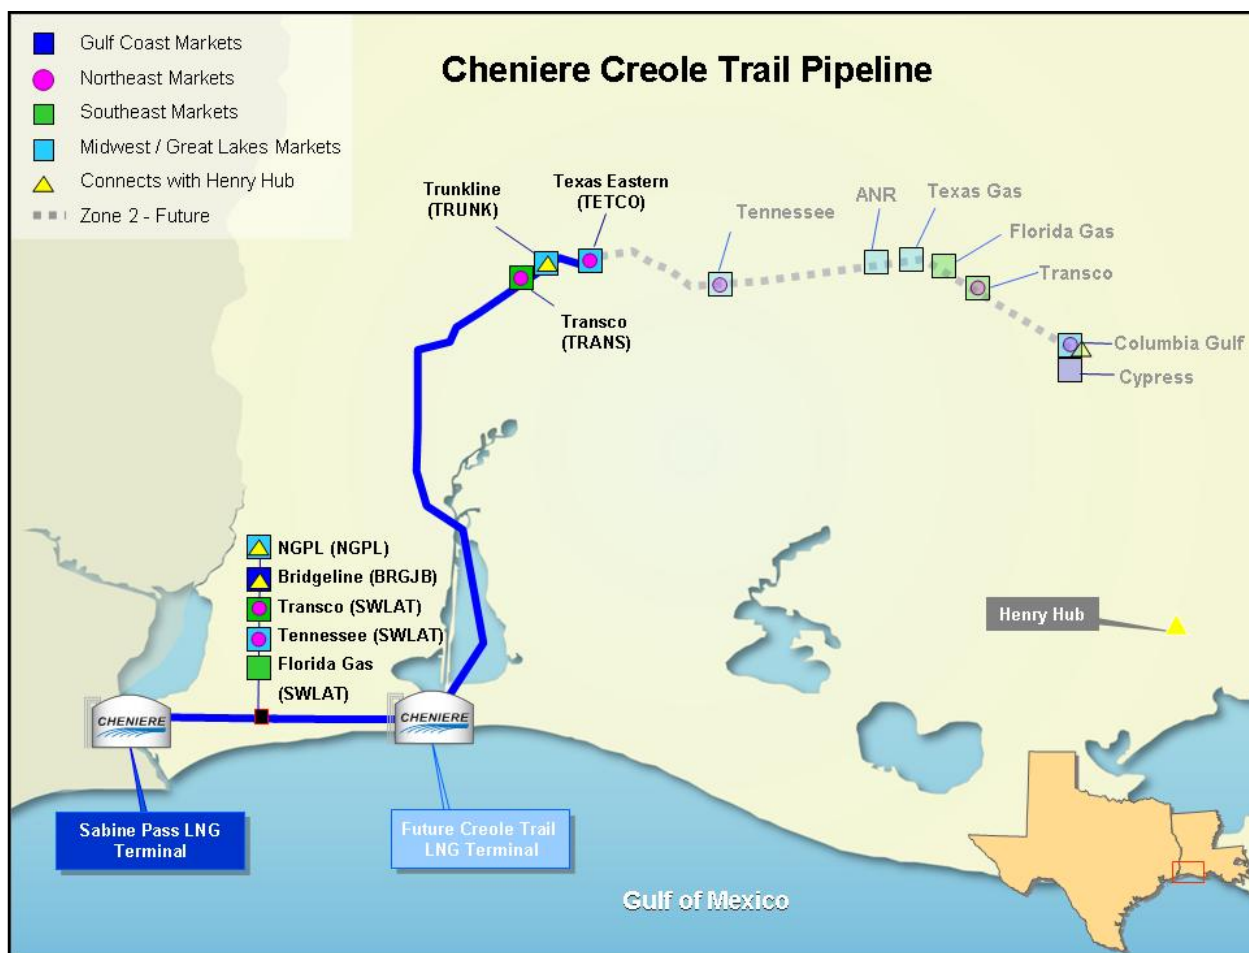 Gulf Coast Markets
Northeast Markets
Southeast Markets
Midwest / Great Lakes Markets
Connects with Henry Hub
Zone 2 - Future
Cheniere Creole Trail Pipeline
Trunkline
(TRUNK)
Texas Eastern
(TETCO)
Transco
(TRANS)
Tennessee
ANR
Texas Gas
Florida Gas
Transco
Columbia Gulf
Cypress
NGPL (NGPL)
Bridgeline (BRGJB)
Transco (SWLAT)
Tennessee (SWLAT)
Florida Gas
(SWLAT)
Henry Hub
CHENIERE
CHENIERE
Sabine Pass LNG
Terminal
Future Creole Trail
LNG Terminal
Gulf of Mexico